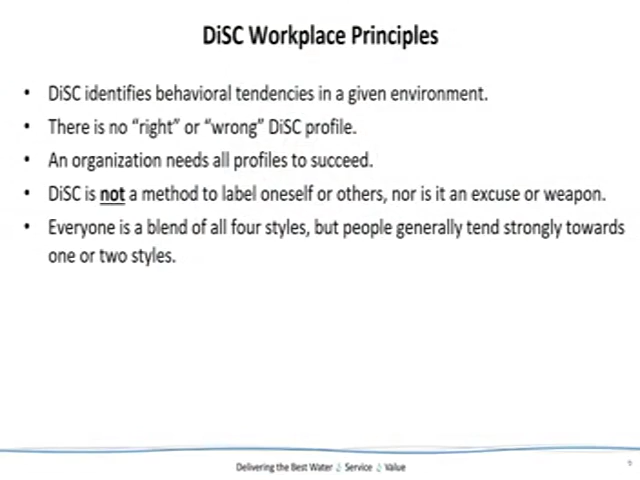 DiSC Workplace Principles
• DiSC identifies behavioral tendencies in a given environment.
• There is no “right” or “wrong” DiSC profile.
• An organization needs all profiles to succeed.
• DiSC is not a method to label oneself or others, nor is it an excuse or weapon.
• Everyone is a blend of all four styles, but people generally tend strongly towards
one or two styles.
Delivering the Best Water Service Value